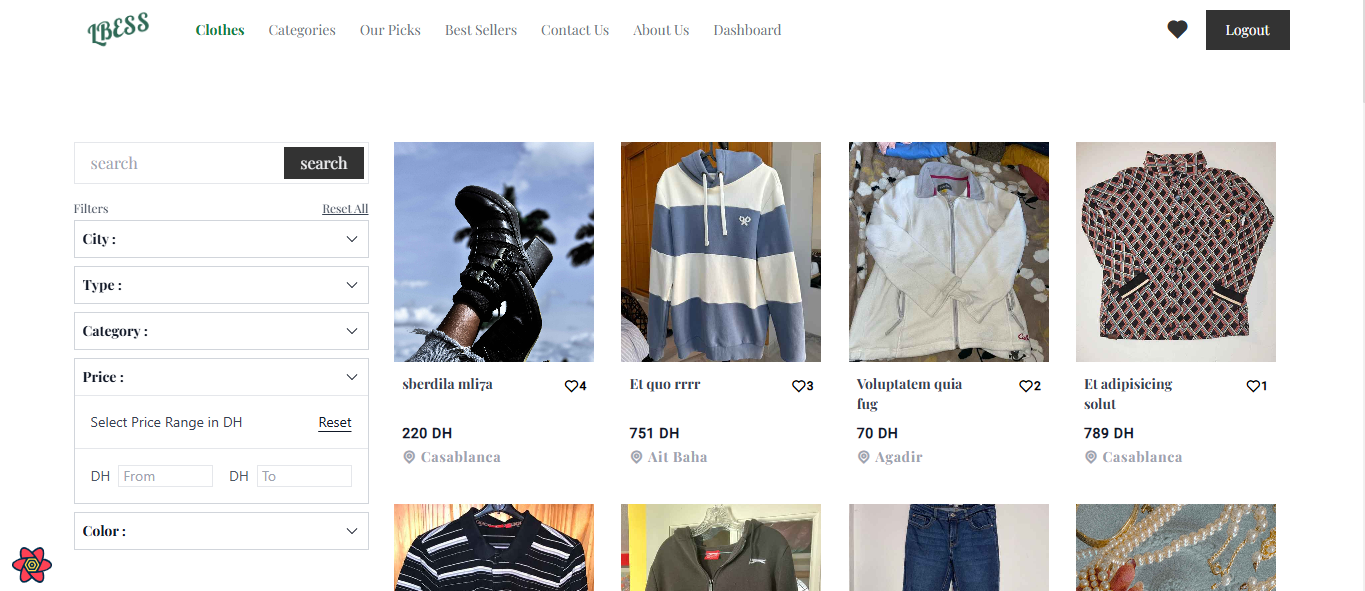 LBESS
Clothes Categories Our Picks Best Sellers Contact Us About Us Dashboard
Logout
search search
Filters Reset All
City :
Type :
Category :
Price :
Select Price Range in DH Reset
DH From DH To
Color :
sberdila mli7a 4
220 DH
Casablanca
Et quo rrrr 3
751 DH
Ait Baha
Voluptatem quia
fug 2
70 DH
Agadir
Et adipisicing
solut 1
789 DH
Casablanca